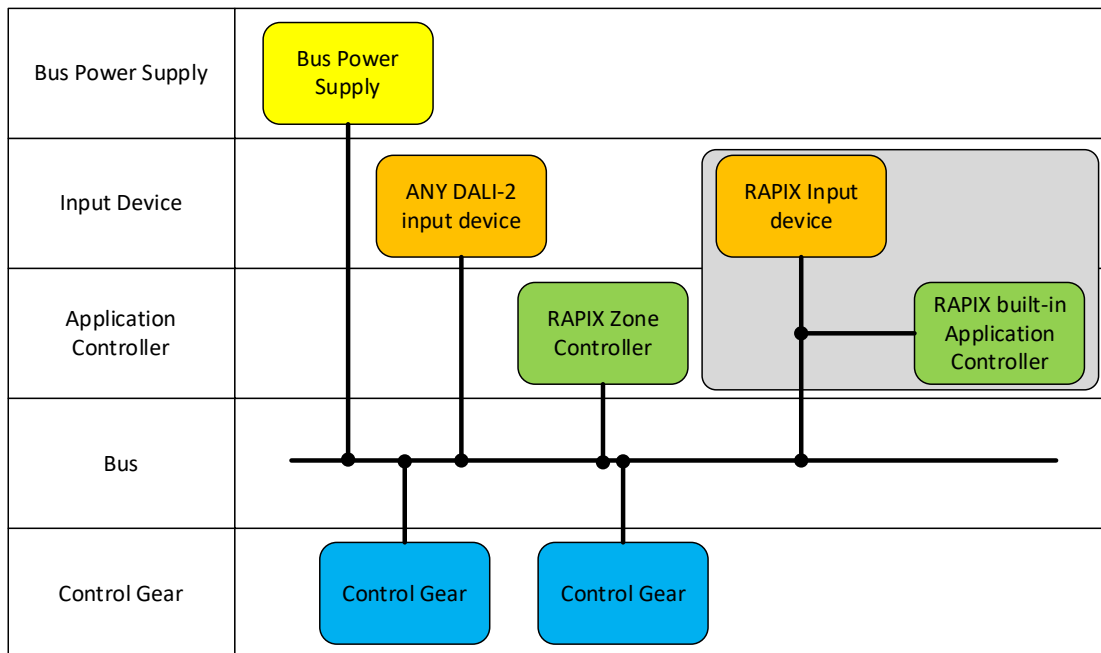 Bus Power Supply
Bus Power
Supply
Input Device
ANY DALI-2
input device
RAPIX Input
device
Application
Controller
RAPIX Zone
Controller
RAPIX built-in
Application
Controller
Bus
Control Gear
Control Gear
Control Gear